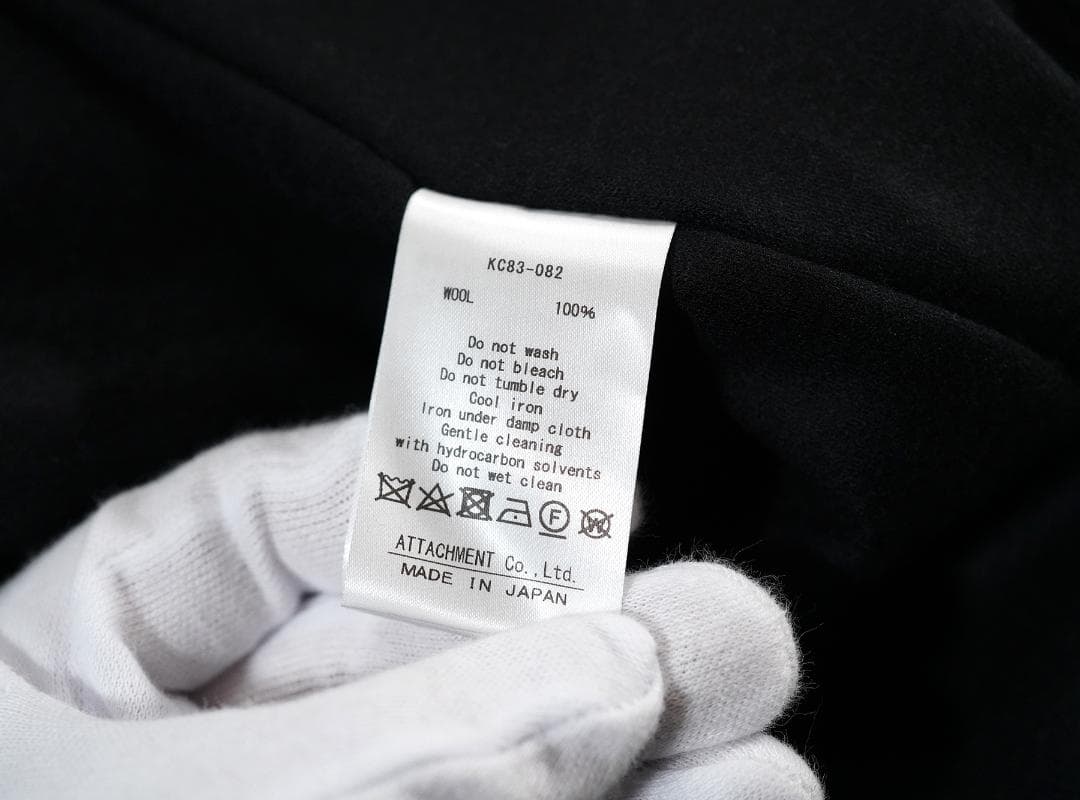 KC83-082
WOOL 100%
Do not wash
Do not bleach
Do not tumble dry
Cool iron
Iron under damp cloth
Gentle cleaning
with hydrocarbon solvents
Do not wet clean
F W
ATTACHMENT Co.,Ltd.
MADE IN JAPAN